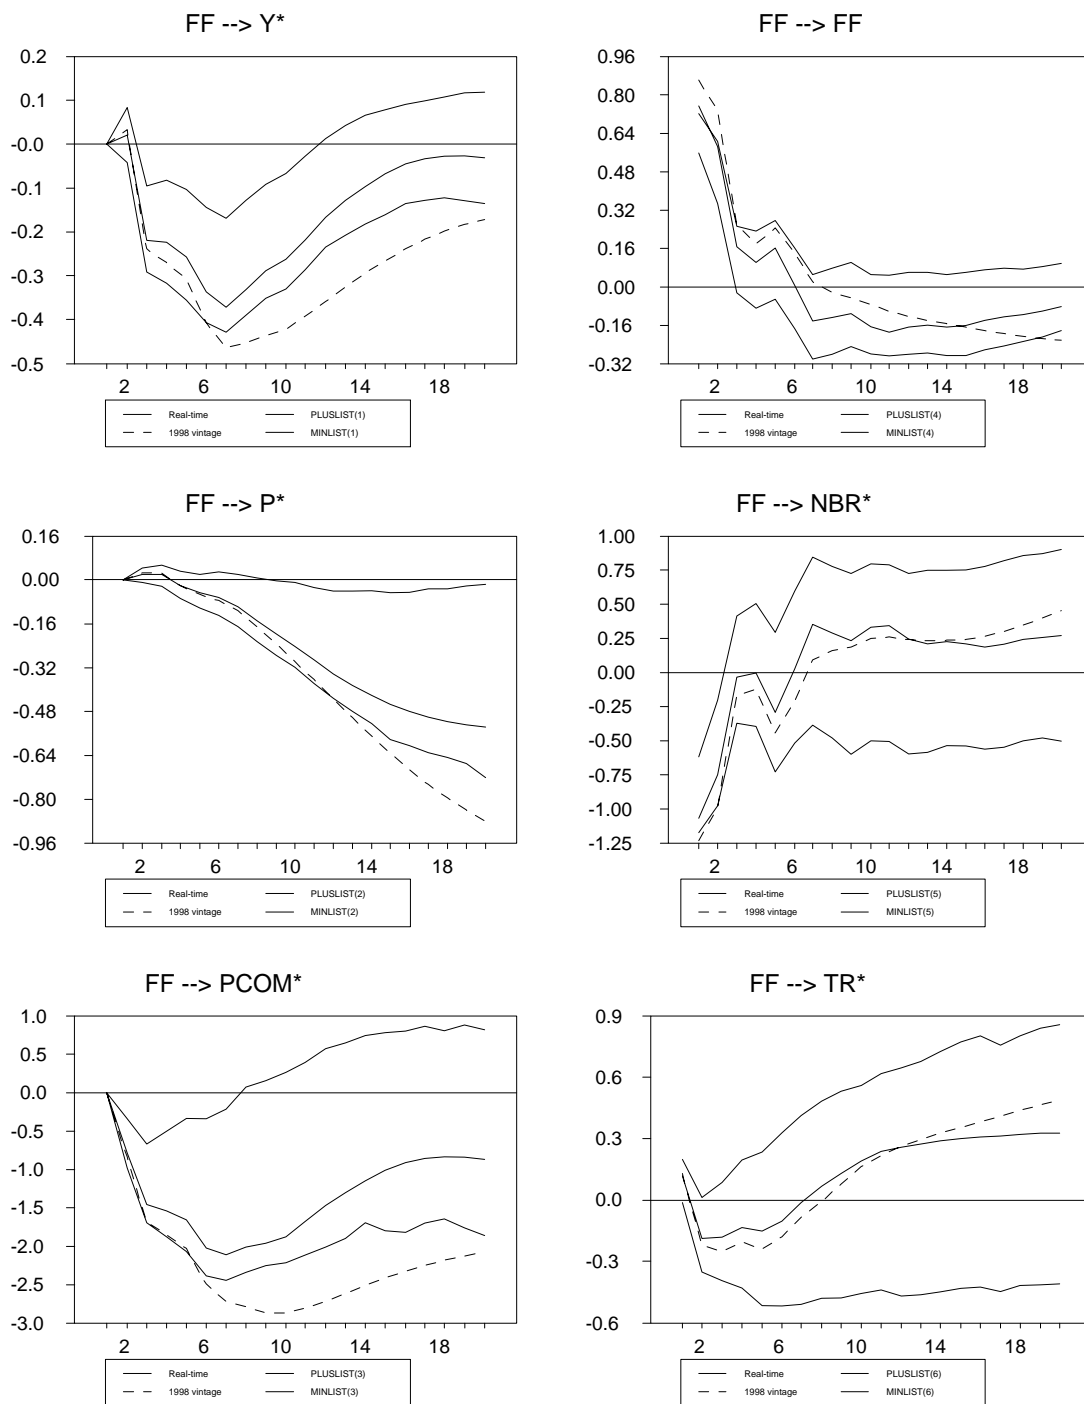 FF --> Y*
0.2
0.1
-0.0
-0.1
-0.2
-0.3
-0.4
-0.5
2 6 10 14 18
Real-time PLUSLIST(1)
1998 vintage MINLIST(1)
FF --> FF
0.96
0.80
0.64
0.48
0.32
0.16
0.00
-0.16
-0.32
2 6 10 14 18
Real-time PLUSLIST(4)
1998 vintage MINLIST(4)
FF --> P*
0.16
0.00
-0.16
-0.32
-0.48
-0.64
-0.80
-0.96
2 6 10 14 18
Real-time PLUSLIST(2)
1998 vintage MINLIST(2)
FF --> NBR*
1.00
0.75
0.50
0.25
0.00
-0.25
-0.50
-0.75
-1.00
-1.25
2 6 10 14 18
Real-time PLUSLIST(5)
1998 vintage MINLIST(5)
FF --> PCOM*
1.0
0.5
0.0
-0.5
-1.0
-1.5
-2.0
-2.5
-3.0
2 6 10 14 18
Real-time PLUSLIST(3)
1998 vintage MINLIST(3)
FF --> TR*
0.9
0.6
0.3
0.0
-0.3
-0.6
2 6 10 14 18
Real-time PLUSLIST(6)
1998 vintage MINLIST(6)